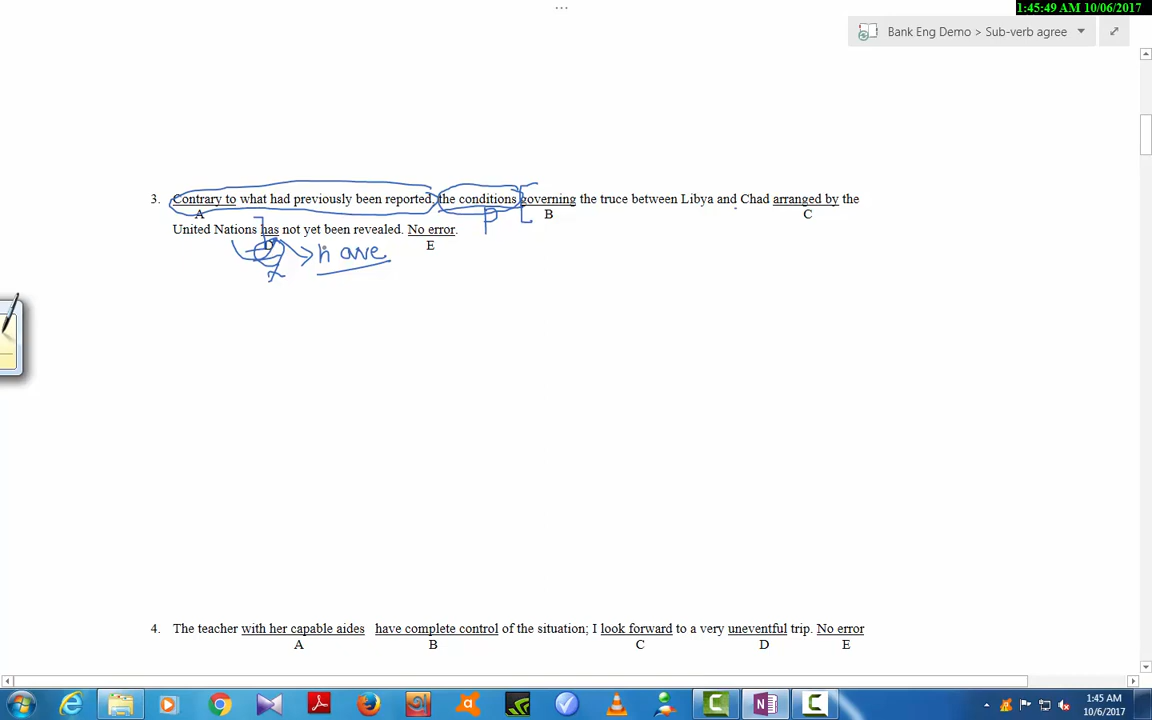 1:45:49 AM 10/06/2017
Bank Eng Demo > Sub-verb agree
3. Contrary to what had previously been reported, the conditions governing the truce between Libya and Chad arranged by the
A B C
P
United Nations has not yet been revealed. No error.
D E
have
4. The teacher with her capable aides have complete control of the situation; I look forward to a very uneventful trip. No error
A B C D E
1:45 AM
10/6/2017